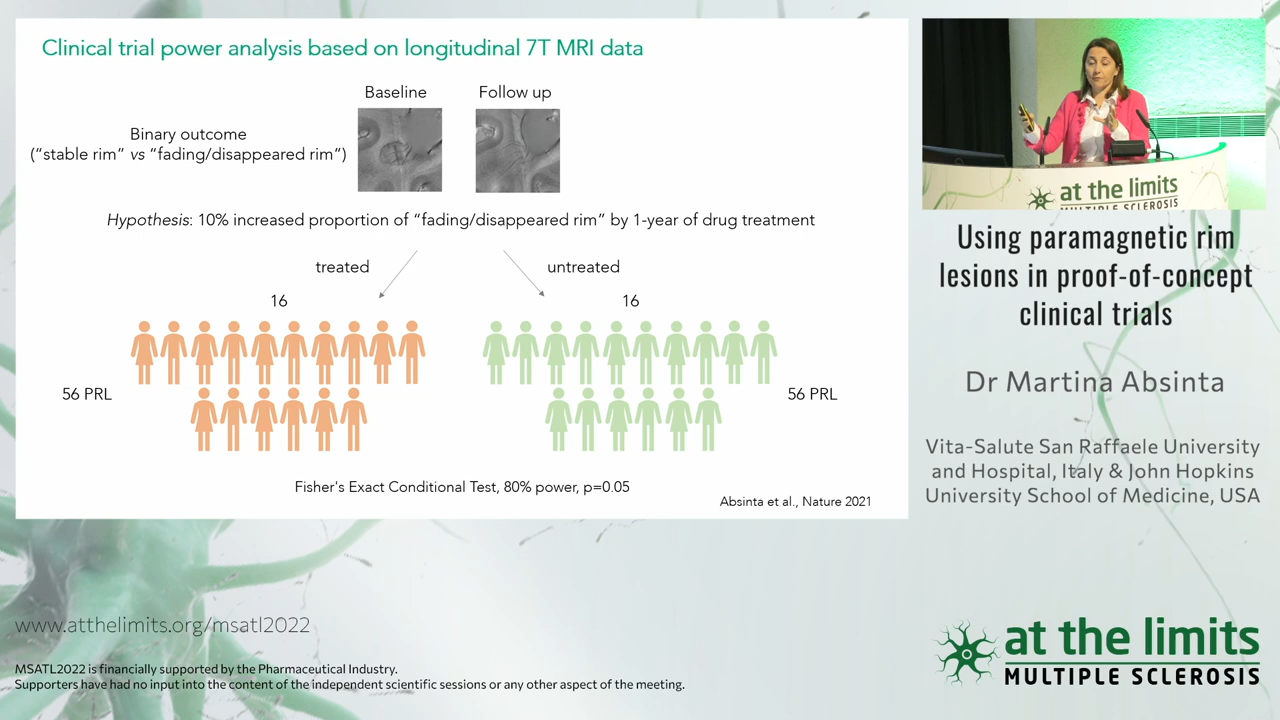 Clinical trial power analysis based on longitudinal 7T MRI data
Baseline
Follow up
Binary outcome
(“stable rim” vs “fading/disappeared rim”)
Hypothesis: 10% increased proportion of “fading/disappeared rim” by 1-year of drug treatment
treated
untreated
16
16
56 PRL
56 PRL
Fisher's Exact Conditional Test, 80% power, p=0.05
Absinta et al., Nature 2021
at the limits
MULTIPLE SCLEROSIS
Using paramagnetic rim
lesions in proof-of-concept
clinical trials
Dr Martina Absinta
Vita-Salute San Raffaele University
and Hospital, Italy & John Hopkins
University School of Medicine, USA
www.atthelimits.org/msatl2022
MSATL2022 is financially supported by the Pharmaceutical Industry.
Supporters have had no input into the content of the independent scientific sessions or any other aspect of the meeting.
at the limits
MULTIPLE SCLEROSIS